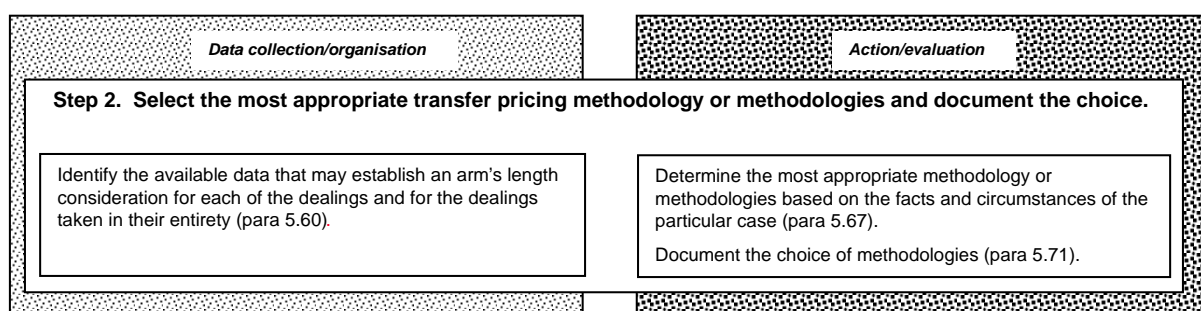 Data collection/organisation
Action/evaluation
Step 2.  Select the most appropriate transfer pricing methodology or methodologies and document the choice.
Identify the available data that may establish an arm's length
consideration for each of the dealings and for the dealings
taken in their entirety (para 5.60).
Determine the most appropriate methodology or
methodologies based on the facts and circumstances of the
particular case (para 5.67).
Document the choice of methodologies (para 5.71).